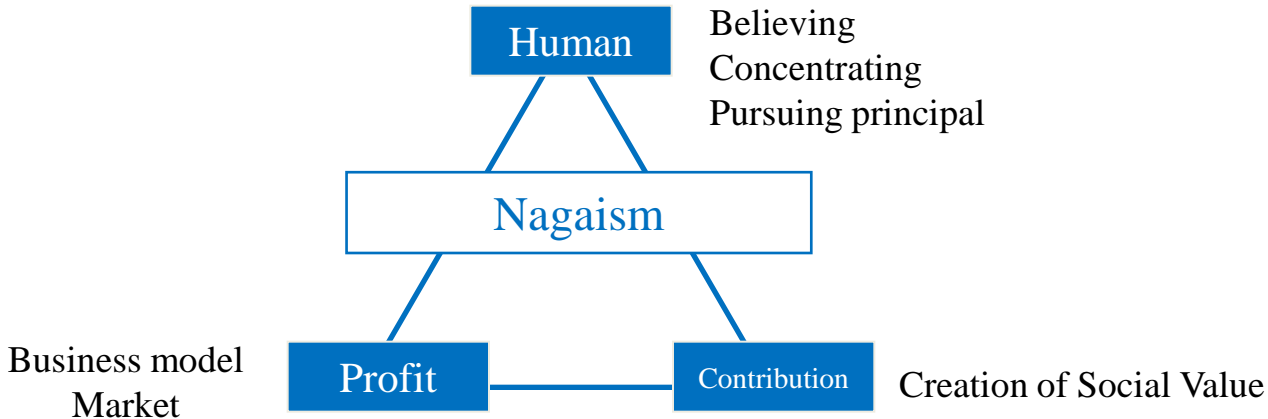 Human
Believing
Concentrating
Pursuing principal
Nagaism
Business model
Market
Profit
Contribution
Creation of Social Value